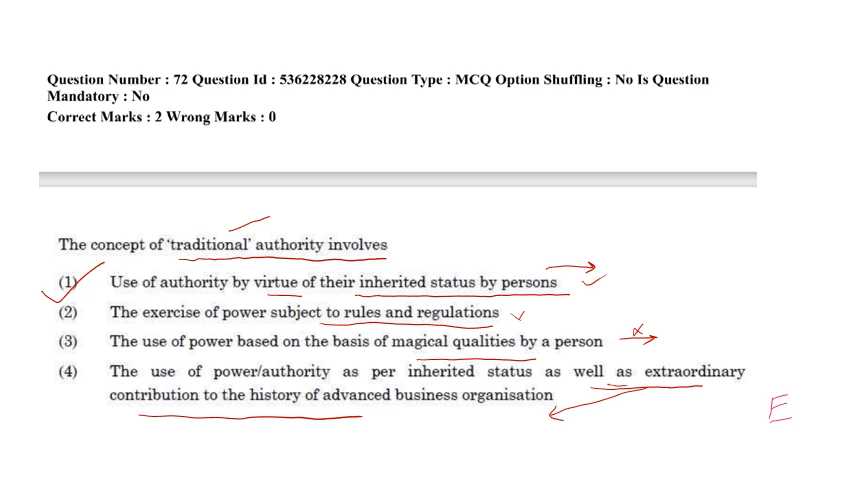 Question Number : 72 Question Id : 536228228 Question Type : MCQ Option Shuffling : No Is Question
Mandatory : No
Correct Marks : 2 Wrong Marks : 0
The concept of 'traditional' authority involves
(1) Use of authority by virtue of their inherited status by persons
(2) The exercise of power subject to rules and regulations
(3) The use of power based on the basis of magical qualities by a person
(4) The use of power/authority as per inherited status as well as extraordinary
contribution to the history of advanced business organisation
E